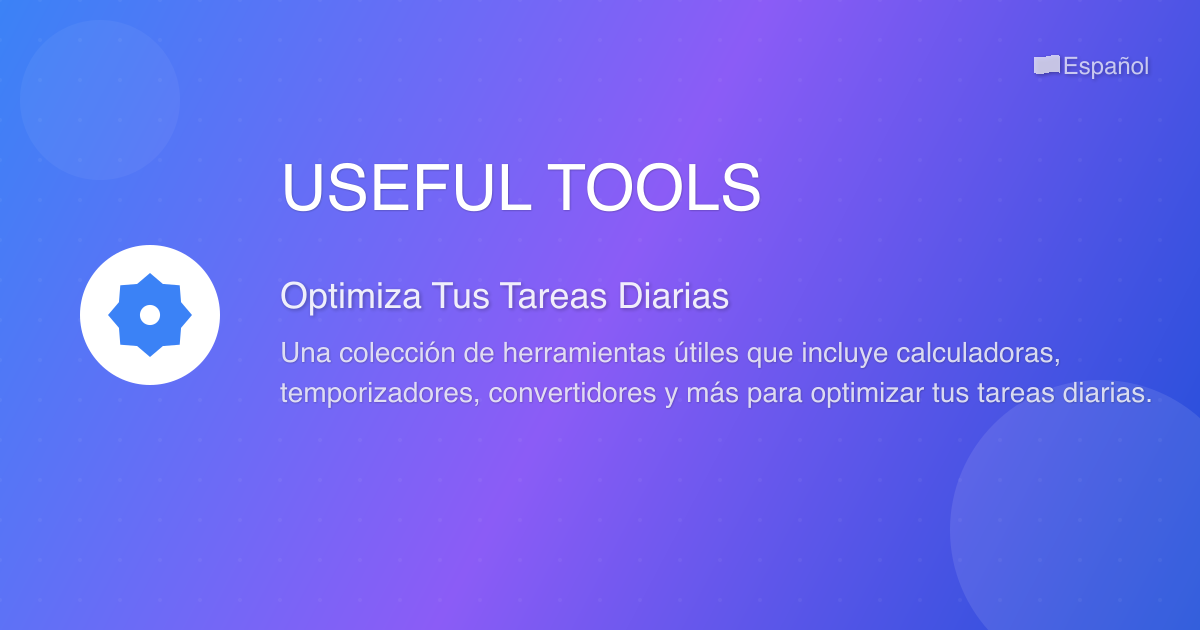 Español
USEFUL TOOLS
Optimiza Tus Tareas Diarias
Una colección de herramientas útiles que incluye calculadoras,
temporizadores, convertidores y más para optimizar tus tareas diarias.